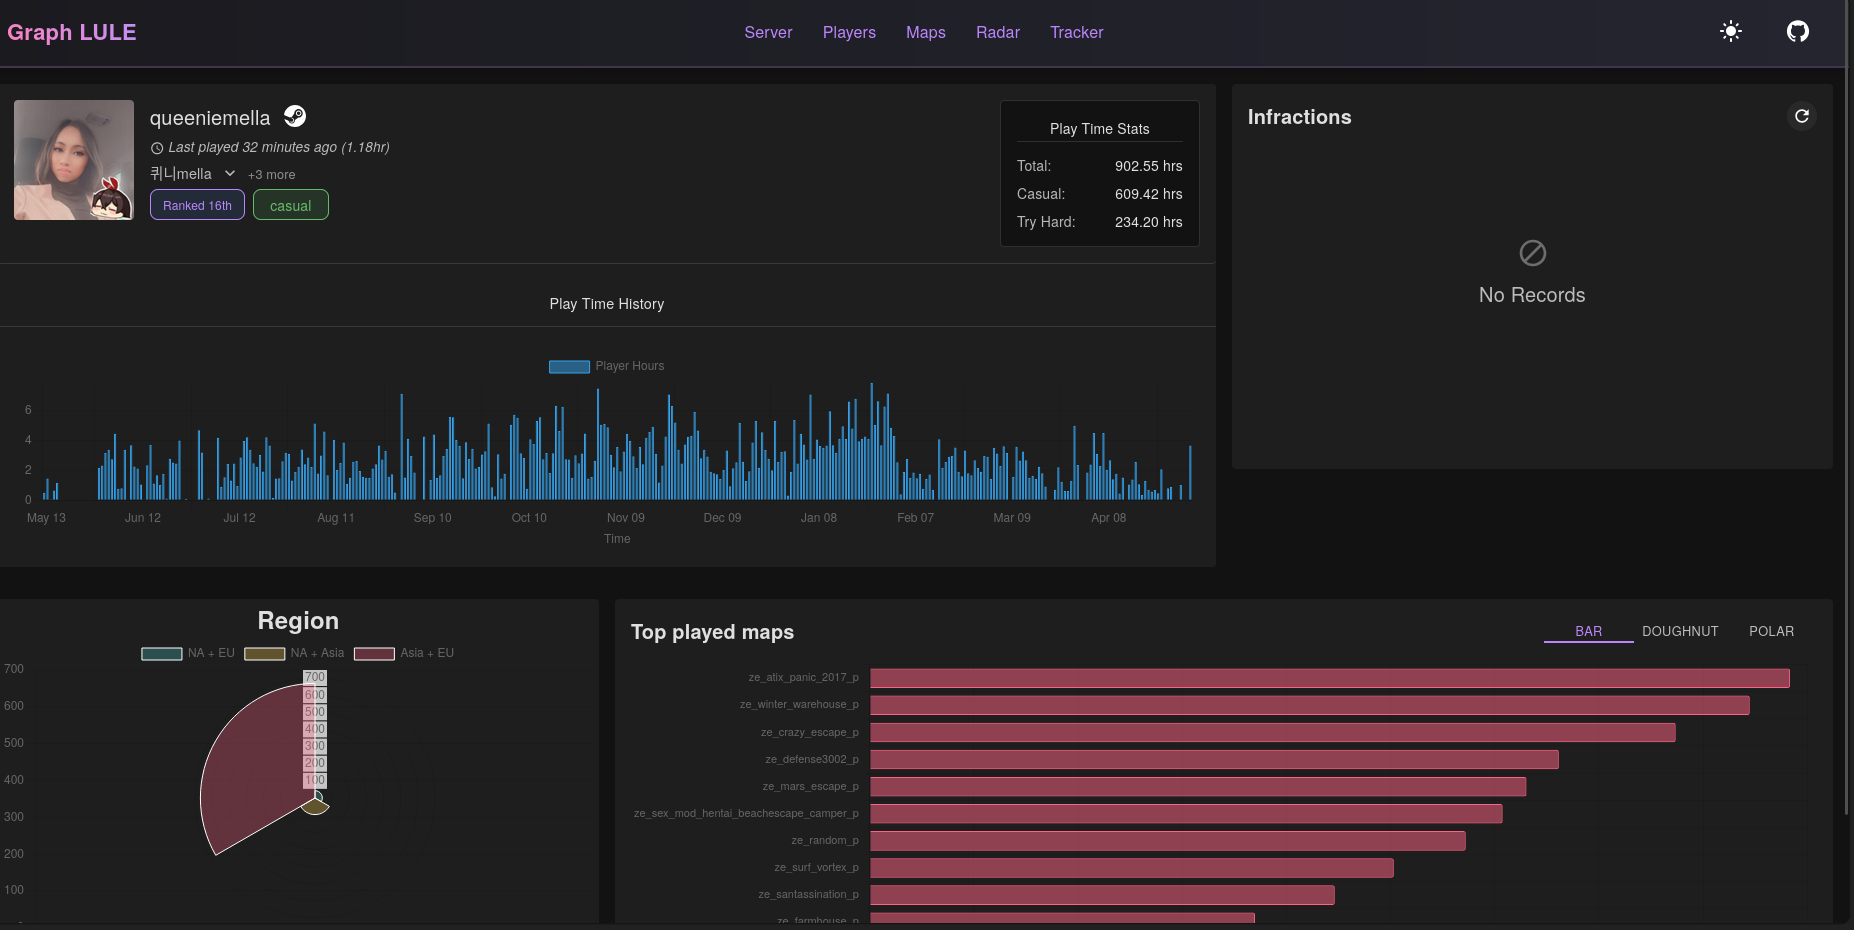 Graph LULE
Server Players Maps Radar Tracker
queeniemella
Last played 32 minutes ago (1.18hr)
퀴니mella +3 more
Ranked 16th casual
Play Time Stats
Total: 902.55 hrs
Casual: 609.42 hrs
Try Hard: 234.20 hrs
Infractions
No Records
Play Time History
Player Hours
6
4
2
0
May 13 Jun 12 Jul 12 Aug 11 Sep 10 Oct 10 Nov 09 Dec 09 Jan 08 Feb 07 Mar 09 Apr 08
Time
Region
NA + EU NA + Asia Asia + EU
700
600
500
400
300
200
100
700
600
500
400
300
200
100
Top played maps
BAR DOUGHNUT POLAR
ze_atix_panic_2017_p
ze_winter_warehouse_p
ze_crazy_escape_p
ze_defense3002_p
ze_mars_escape_p
ze_sex_mod_hentai_beachescape_camper_p
ze_random_p
ze_surf_vortex_p
ze_santassination_p
ze_farmhouse_p